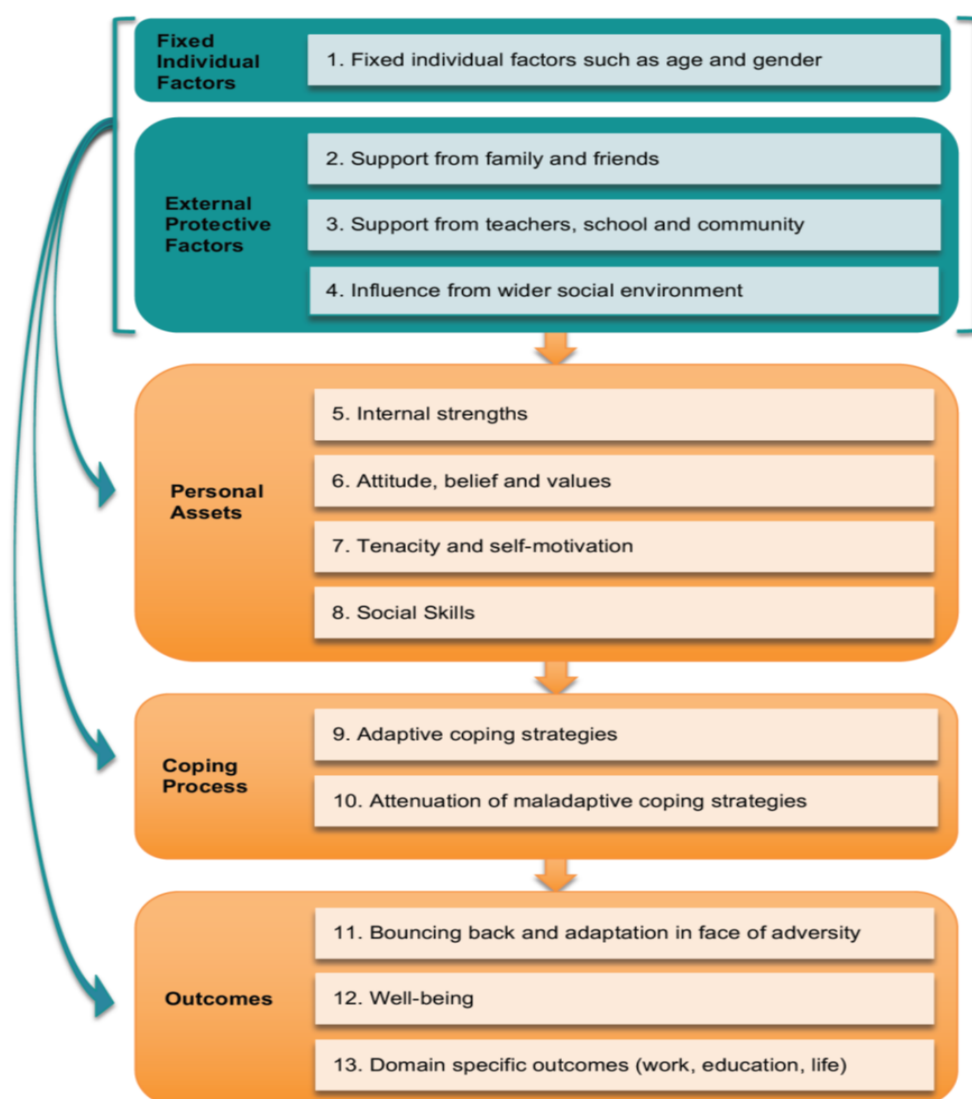 Fixed
Individual
Factors
1. Fixed individual factors such as age and gender
External
Protective
Factors
2. Support from family and friends
3. Support from teachers, school and community
4. Influence from wider social environment
Personal
Assets
5. Internal strengths
6. Attitude, belief and values
7. Tenacity and self-motivation
8. Social Skills
Coping
Process
9. Adaptive coping strategies
10. Attenuation of maladaptive coping strategies
Outcomes
11. Bouncing back and adaptation in face of adversity
12. Well-being
13. Domain specific outcomes (work, education, life)